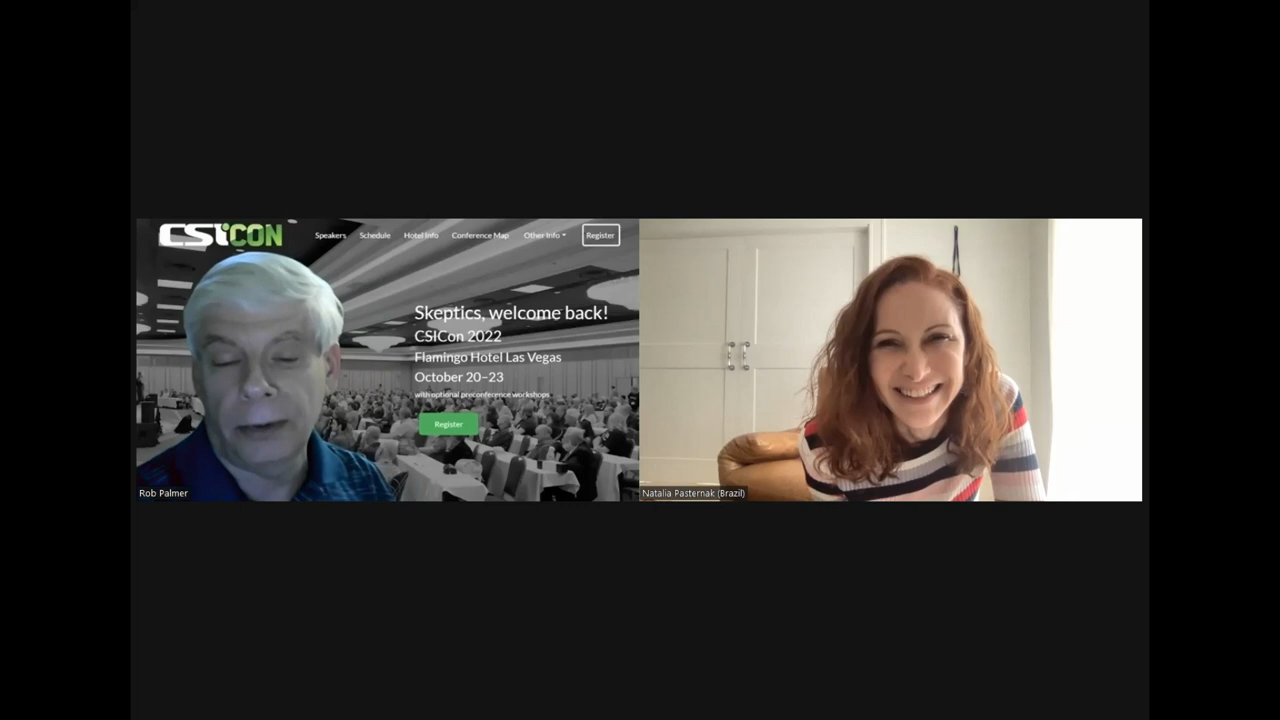 CSICON
Speakers Schedule Hotel Info Conference Map Other Info Register
Skeptics, welcome back!
CSICon 2022
Flamingo Hotel Las Vegas
October 20–23
with optional preconference workshops
Register
Rob Palmer
Natalia Pasternak (Brazil)